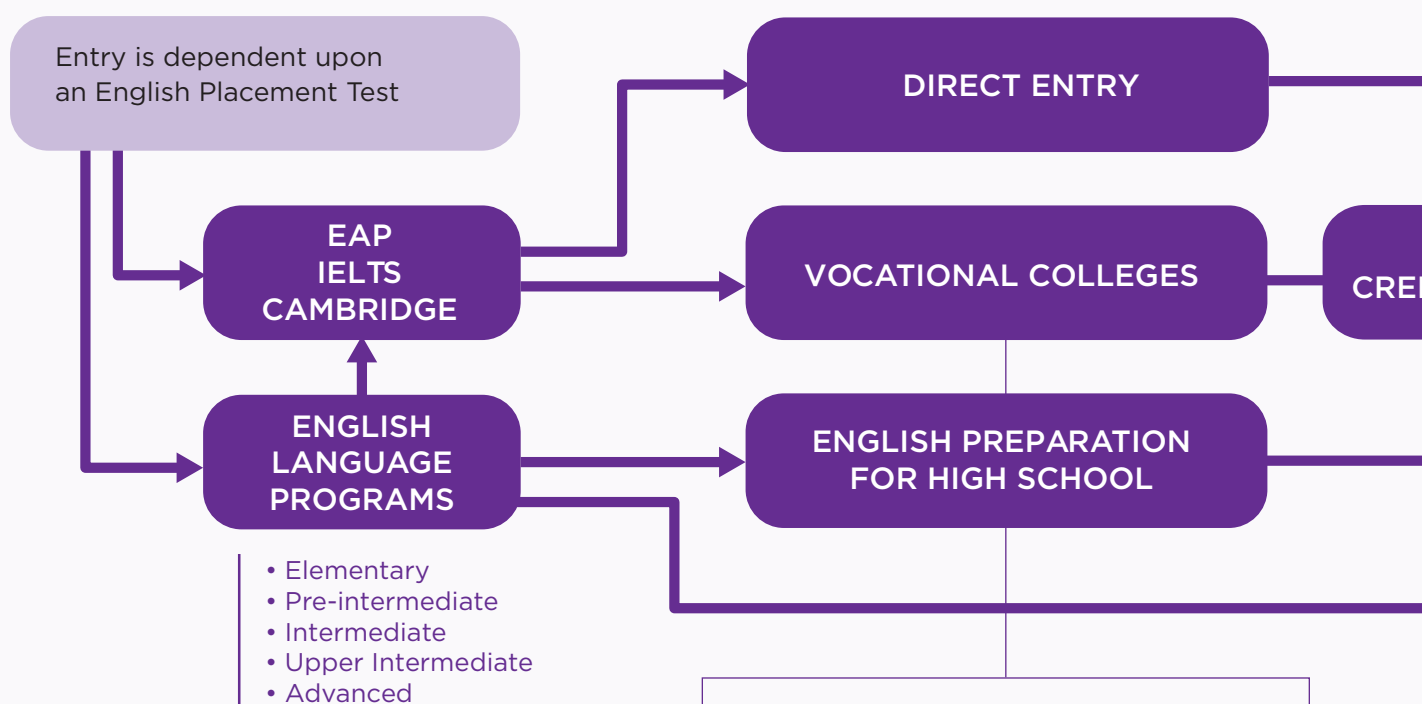 Entry is dependent upon
an English Placement Test
DIRECT ENTRY
EAP
IELTS
CAMBRIDGE
VOCATIONAL COLLEGES
ENGLISH
LANGUAGE
PROGRAMS
ENGLISH PREPARATION
FOR HIGH SCHOOL
• Elementary
• Pre-intermediate
• Intermediate
• Upper Intermediate
• Advanced